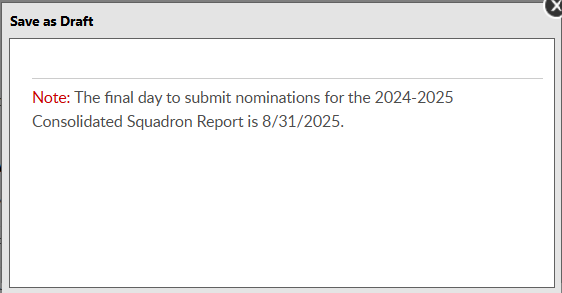 Save as Draft
Note: The final day to submit nominations for the 2024-2025
Consolidated Squadron Report is 8/31/2025.